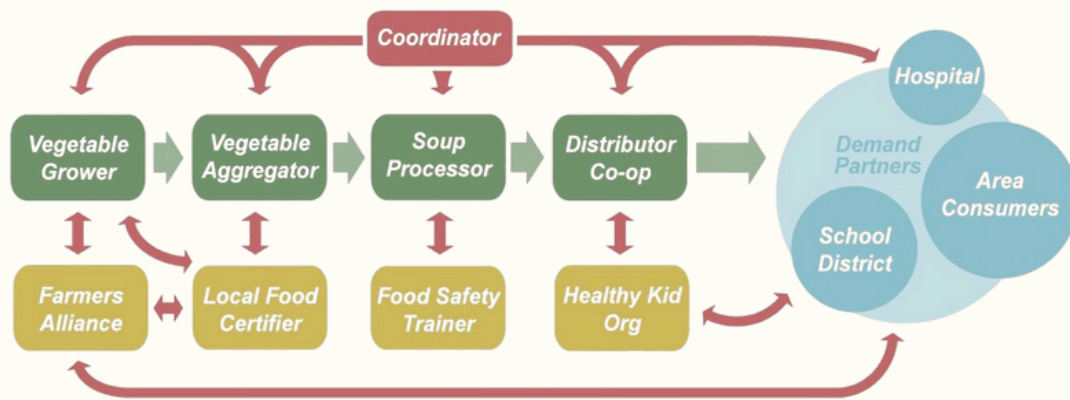 Coordinator
Hospital
Vegetable
Grower
Vegetable
Aggregator
Soup
Processor
Distributor
Co-op
Demand
Partners
Area
Consumers
School
District
Farmers
Alliance
Local Food
Certifier
Food Safety
Trainer
Healthy Kid
Org